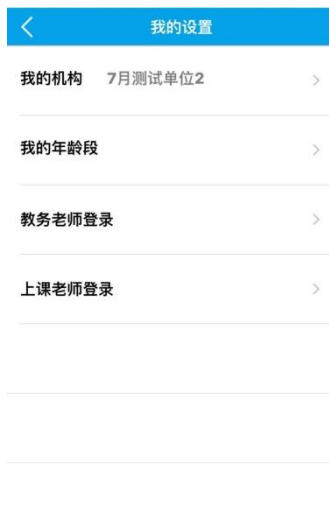 我的设置
我的机构 7月测试单位2
我的年龄段
教务老师登录
上课老师登录